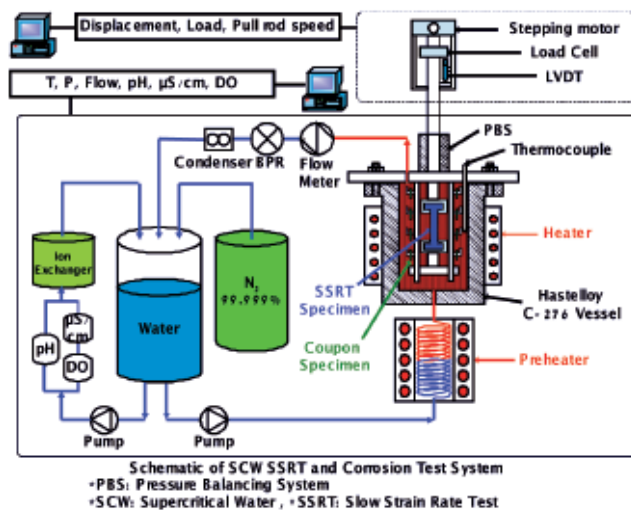 Displacement, Load, Pull rod speed
Stepping motor
Load Cell
LVDT
T, P, Flow, pH, µS/cm, DO
PBS
Thermocouple
Condenser
BPR
Flow
Meter
Ion
Exchanger
N2
99.999%
Water
Heater
SSRT
Specimen
Hastelloy
C-276 Vessel
Coupon
Specimen
µS/
cm
pH
DO
Preheater
Pump
Pump
Schematic of SCW SSRT and Corrosion Test System
*PBS: Pressure Balancing System
*SCW: Supercritical Water , *SSRT: Slow Strain Rate Test